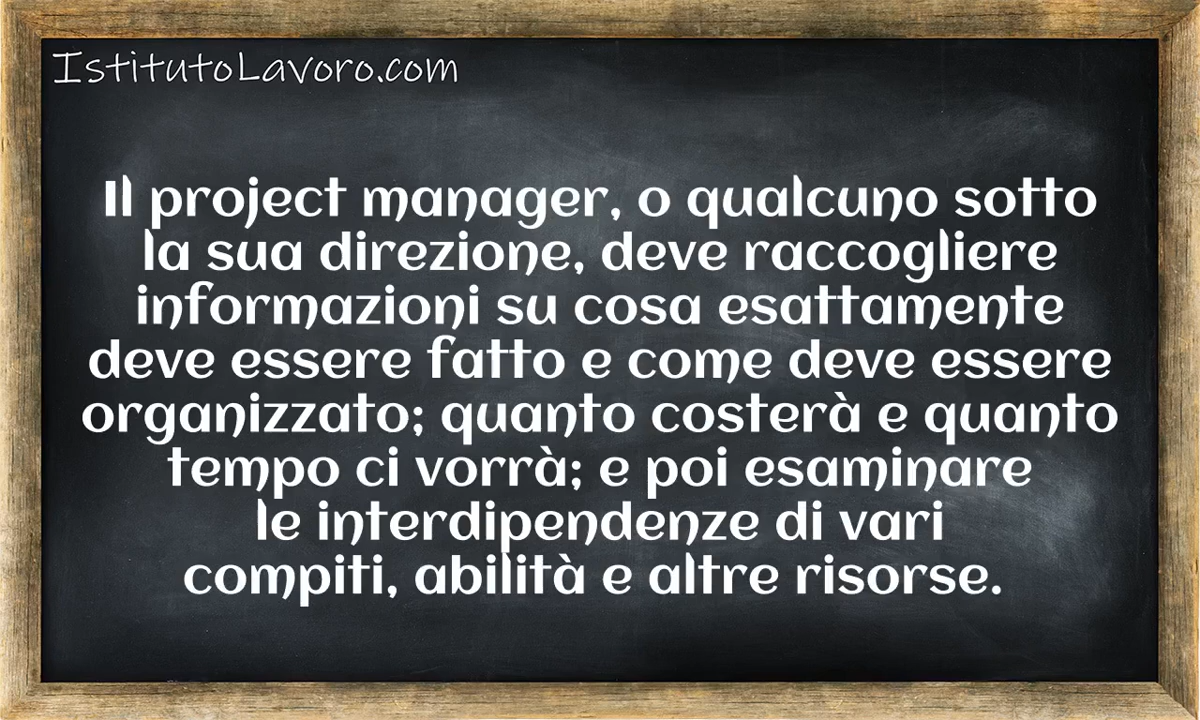 IstitutoLavoro.com
Il project manager, o qualcuno sotto
la sua direzione, deve raccogliere
informazioni su cosa esattamente
deve essere fatto e come deve essere
organizzato; quanto costerà e quanto
tempo ci vorrà; e poi esaminare
le interdipendenze di vari
compiti, abilità e altre risorse.